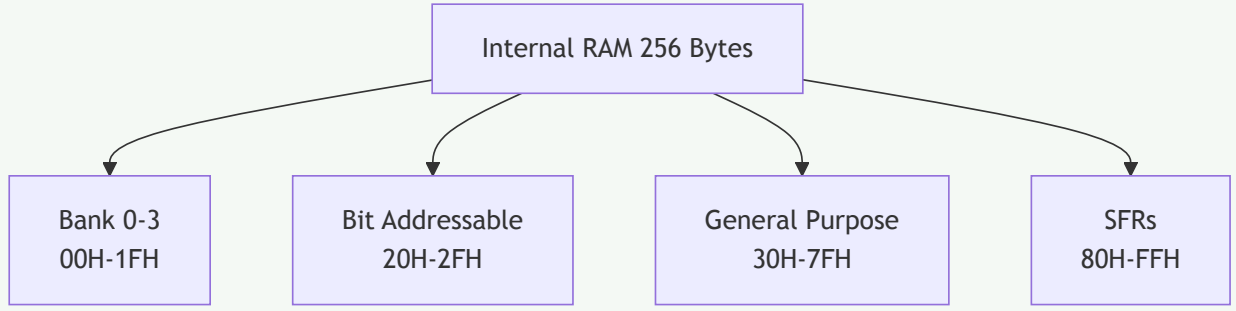 Internal RAM 256 Bytes
Bank 0-3
00H-1FH
Bit Addressable
20H-2FH
General Purpose
30H-7FH
SFRs
80H-FFH